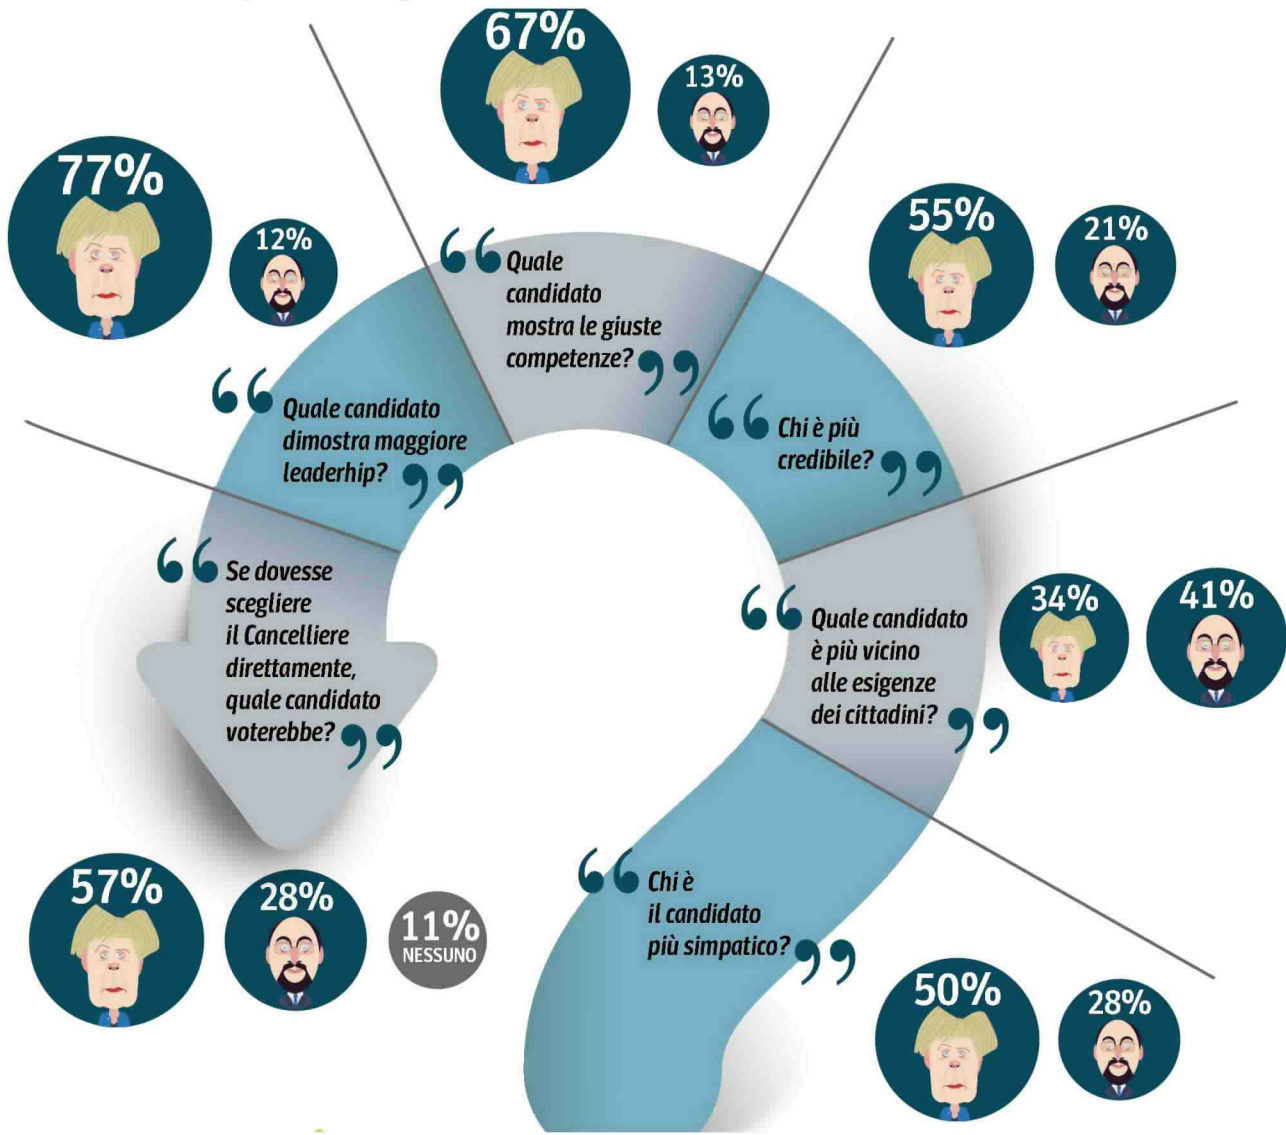 67%
13%
77%
12%
55%
21%
“ Quale
candidato
mostra le giuste
competenze? ”
“ Quale candidato
dimostra maggiore
leaderhip? ”
“ Chi è più
credibile? ”
“ Se dovesse
scegliere
il Cancelliere
direttamente,
quale candidato
voterebbe? ”
“ Quale candidato
è più vicino
alle esigenze
dei cittadini? ”
34%
41%
57%
28%
11%
NESSUNO
“ Chi è
il candidato
più simpatico? ”
50%
28%